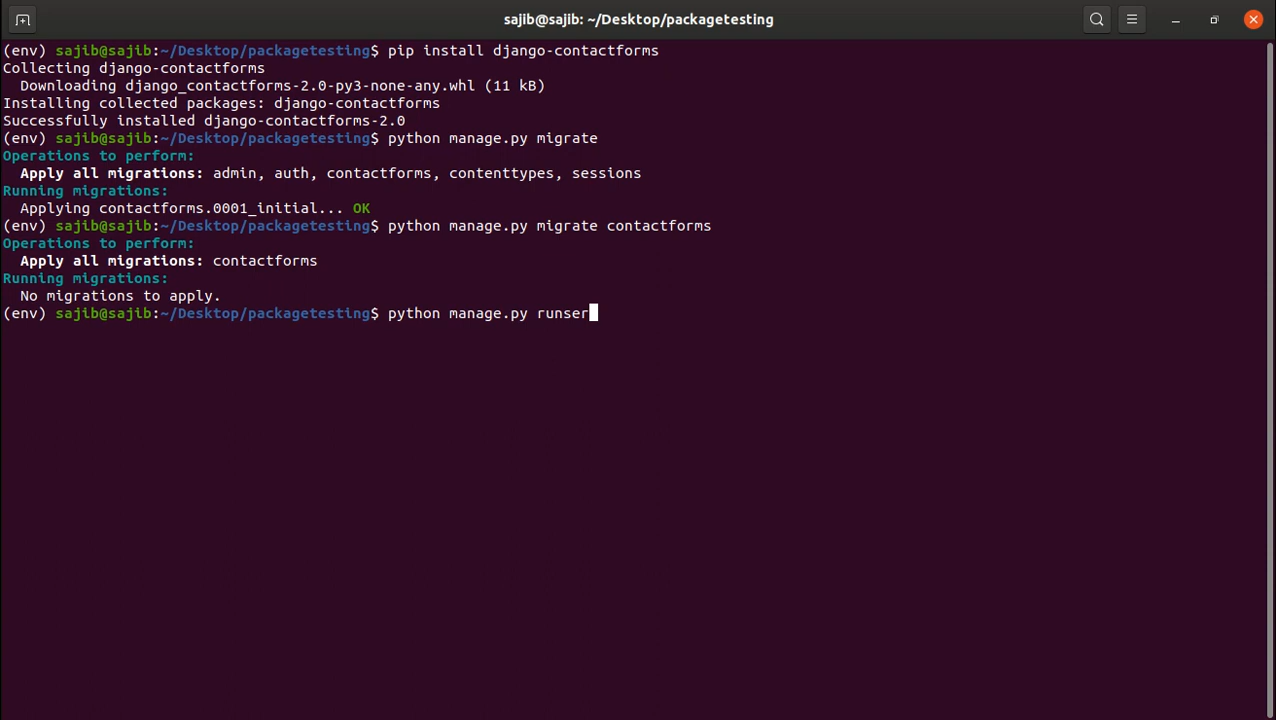 sajib@sajib: ~/Desktop/packagetesting
(env) sajib@sajib:~/Desktop/packagetesting$ pip install django-contactforms
Collecting django-contactforms
  Downloading django_contactforms-2.0-py3-none-any.whl (11 kB)
Installing collected packages: django-contactforms
Successfully installed django-contactforms-2.0
(env) sajib@sajib:~/Desktop/packagetesting$ python manage.py migrate
Operations to perform:
  Apply all migrations: admin, auth, contactforms, contenttypes, sessions
Running migrations:
  Applying contactforms.0001_initial... OK
(env) sajib@sajib:~/Desktop/packagetesting$ python manage.py migrate contactforms
Operations to perform:
  Apply all migrations: contactforms
Running migrations:
  No migrations to apply.
(env) sajib@sajib:~/Desktop/packagetesting$ python manage.py runser